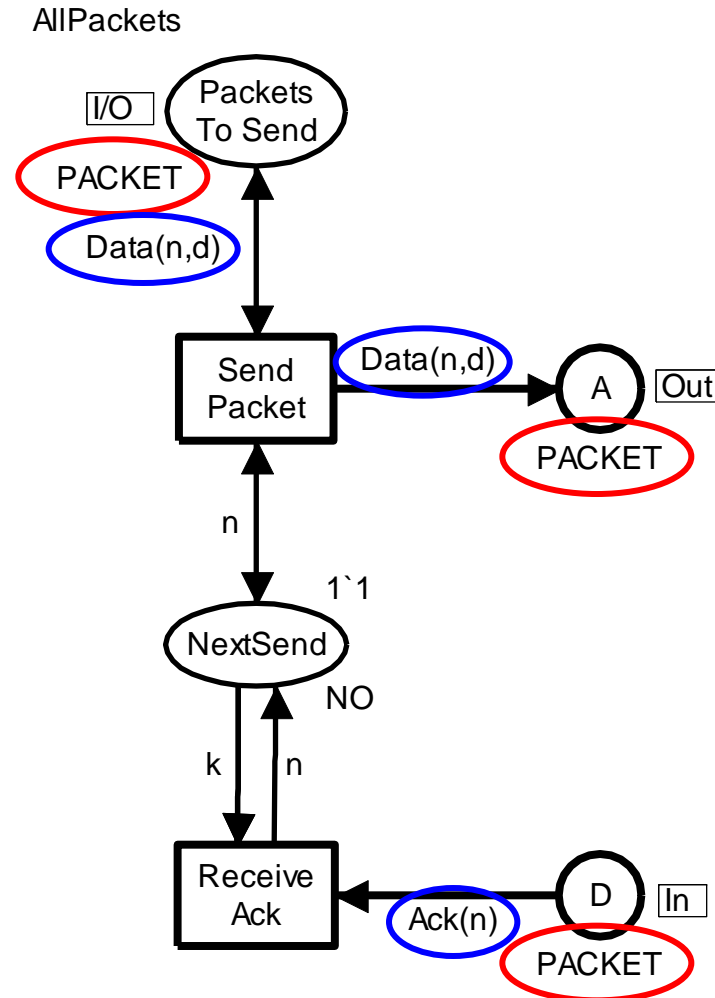 AllPackets
I/O
Packets
To Send
PACKET
Data(n,d)
Send
Packet
Data(n,d)
A
Out
PACKET
n
1`1
NextSend
NO
k
n
Receive
Ack
Ack(n)
D
In
PACKET